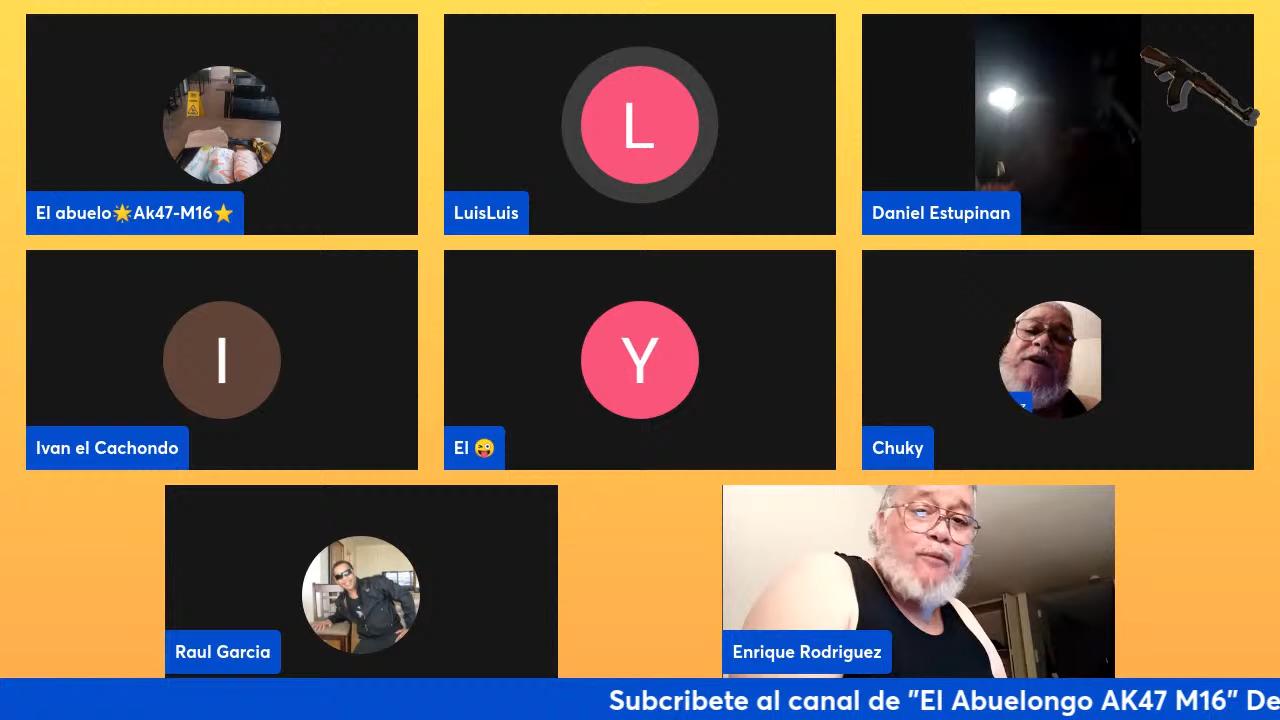 El abuelo🌟Ak47-M16⭐
L
LuisLuis
Daniel Estupinan
I
Ivan el Cachondo
Y
El 😜
Chuky
Raul Garcia
Enrique Rodriguez
Subcribete al canal de "El Abuelongo AK47 M16" De